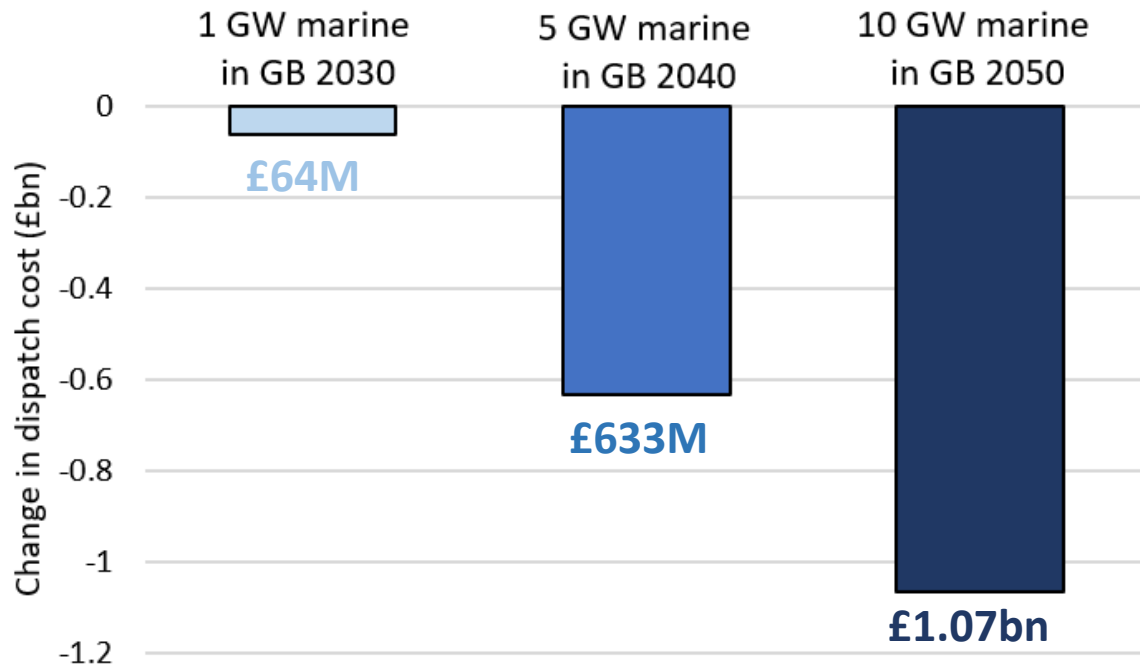 1 GW marine
in GB 2030
5 GW marine
in GB 2040
10 GW marine
in GB 2050
Change in dispatch cost (£bn)
0
-0.2
-0.4
-0.6
-0.8
-1
-1.2
£64M
£633M
£1.07bn